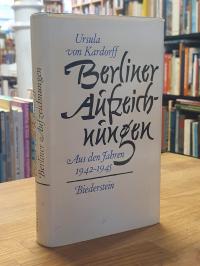 Ursula
von Kardorff
Berliner
Aufzeich-
nungen
Aus den Jahren
1942-1945
Biederstein
Berliner Aufzeichnungen